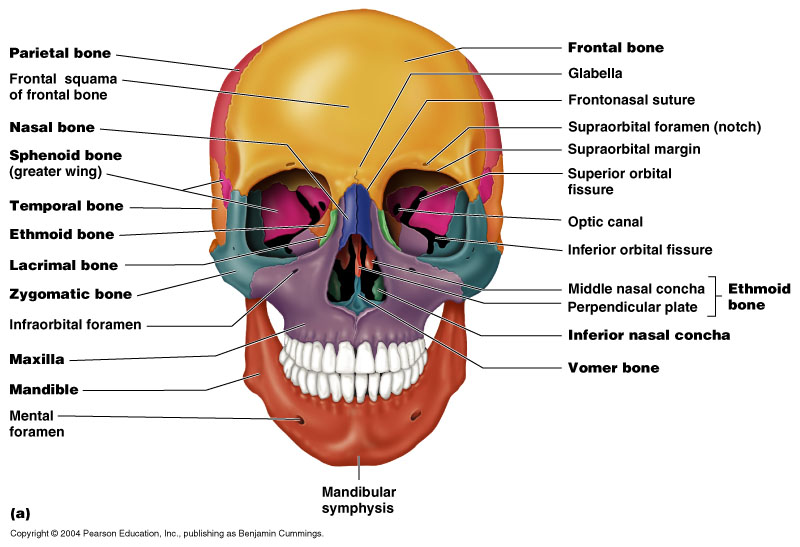 Parietal bone
Frontal squama
of frontal bone
Nasal bone
Sphenoid bone
(greater wing)
Temporal bone
Ethmoid bone
Lacrimal bone
Zygomatic bone
Infraorbital foramen
Maxilla
Mandible
Mental
foramen
Frontal bone
Glabella
Frontonasal suture
Supraorbital foramen (notch)
Supraorbital margin
Superior orbital
fissure
Optic canal
Inferior orbital fissure
Middle nasal concha
Perpendicular plate
Ethmoid
bone
Inferior nasal concha
Vomer bone
Mandibular
symphysis
(a)
Copyright © 2004 Pearson Education, Inc., publishing as Benjamin Cummings.